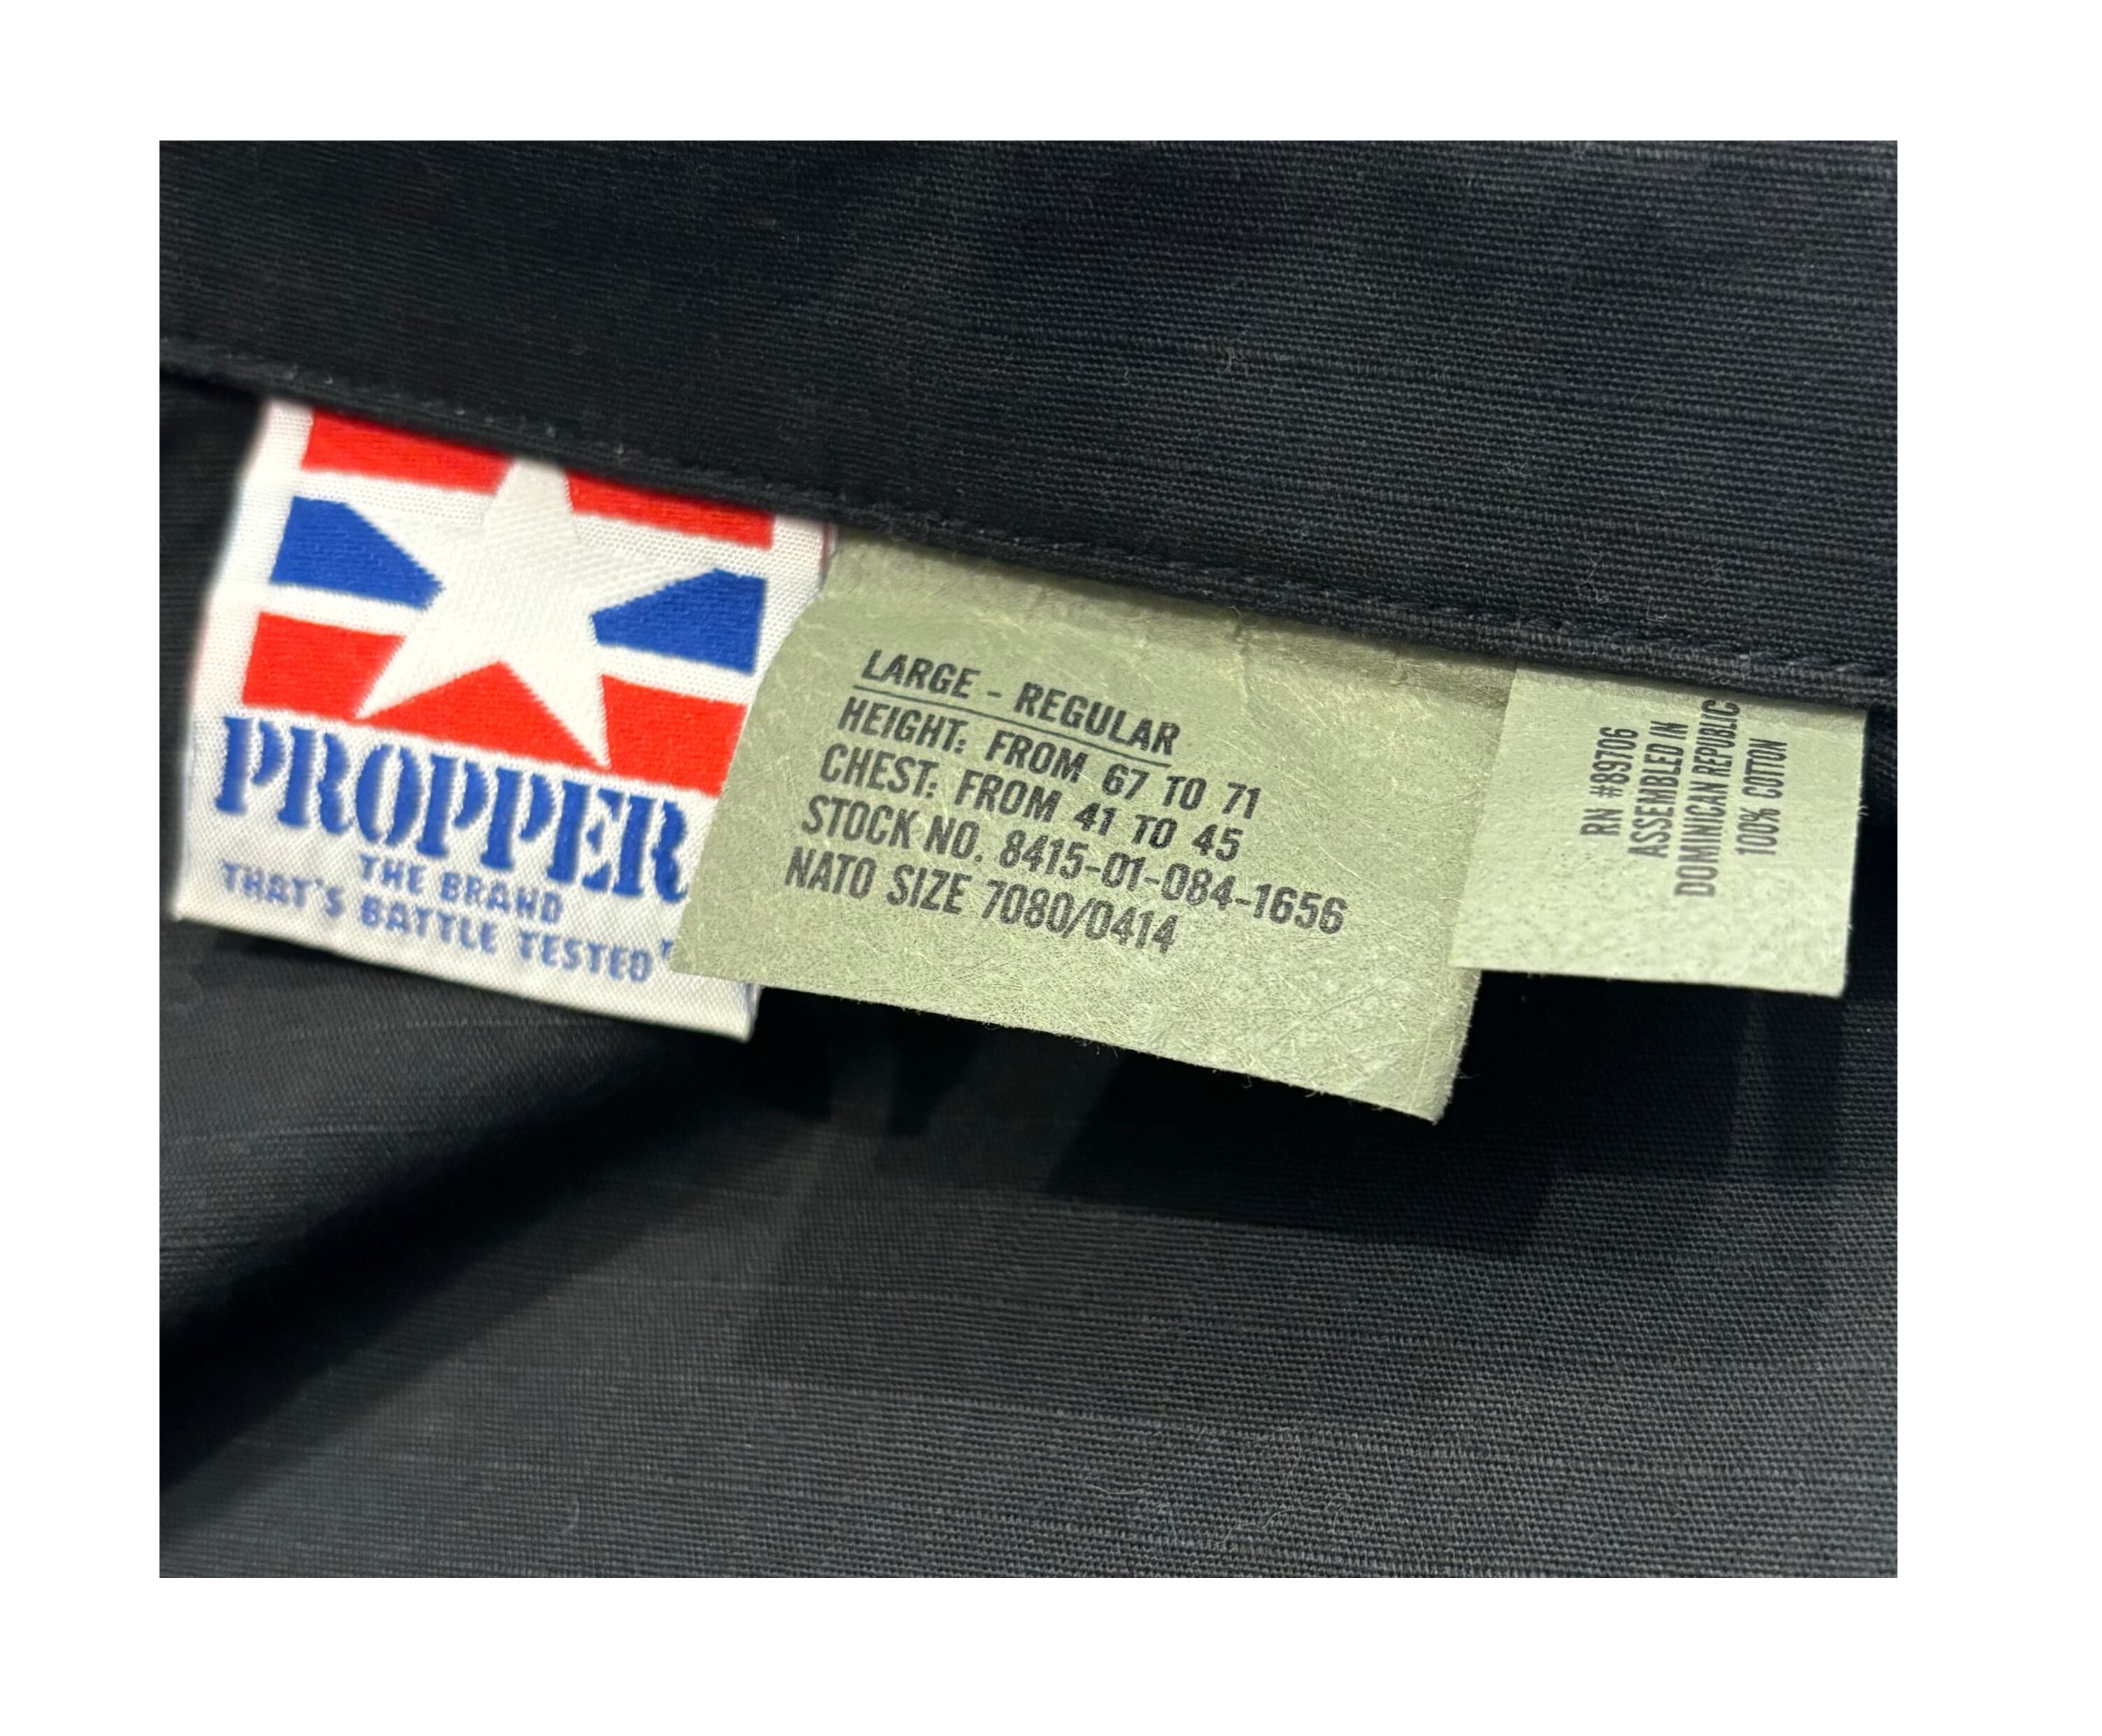 PROPPER
THE BRAND
THAT'S BATTLE TESTED
LARGE - REGULAR
HEIGHT: FROM 67 TO 71
CHEST: FROM 41 TO 45
STOCK NO. 8415-01-084-1656
NATO SIZE 7080/0414
RN #89706
ASSEMBLED IN
DOMINICAN REPUBLIC
100% COTTON